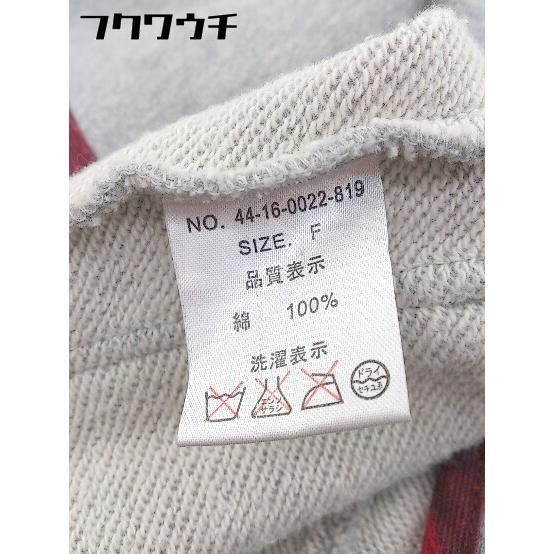 フクワウチ
NO. 44-16-0022-819
SIZE. F
品質表示
綿 100%
洗濯表示
エンソ
サラシ
ドライ
セキユ系